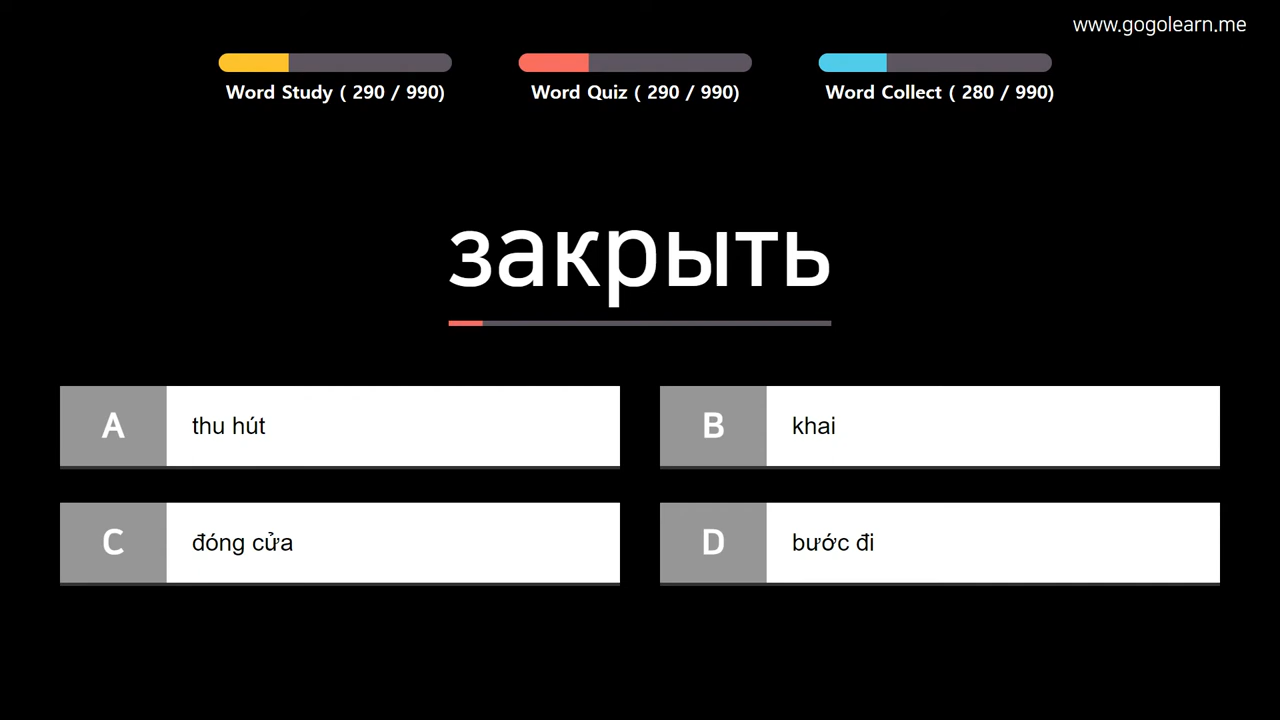 www.gogolearn.me
Word Study ( 290 / 990)
Word Quiz ( 290 / 990)
Word Collect ( 280 / 990)
закрыть
A thu hút
B khai
C đóng cửa
D bước đi